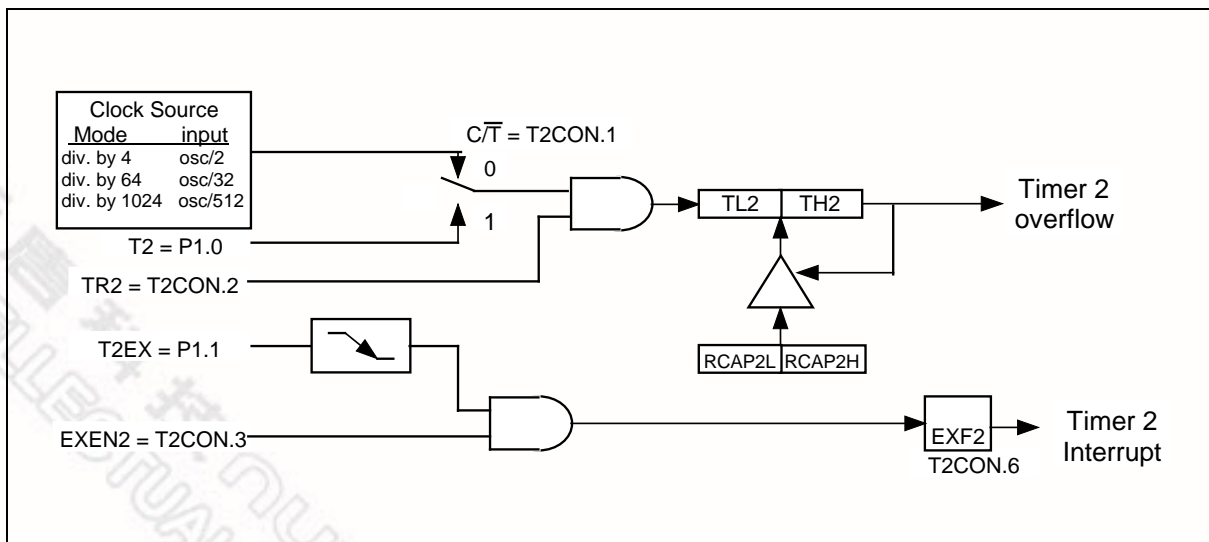 Clock Source
Mode input
div. by 4 osc/2
div. by 64 osc/32
div. by 1024 osc/512
C/T̅ = T2CON.1
0
1
T2 = P1.0
TR2 = T2CON.2
TL2 TH2
Timer 2
overflow
T2EX = P1.1
RCAP2L RCAP2H
EXEN2 = T2CON.3
EXF2
T2CON.6
Timer 2
Interrupt